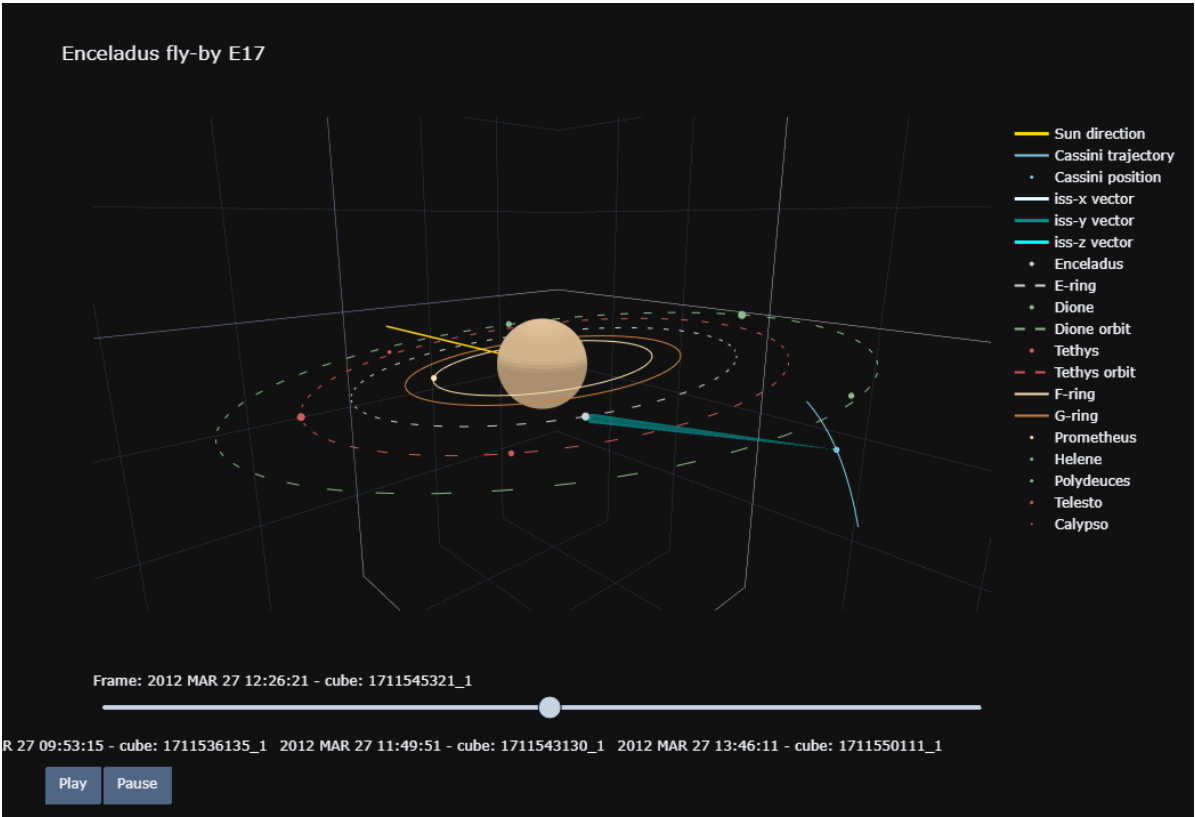 Enceladus fly-by E17
Sun direction
Cassini trajectory
Cassini position
iss-x vector
iss-y vector
iss-z vector
Enceladus
E-ring
Dione
Dione orbit
Tethys
Tethys orbit
F-ring
G-ring
Prometheus
Helene
Polydeuces
Telesto
Calypso
Frame: 2012 MAR 27 12:26:21 - cube: 1711545321_1
R 27 09:53:15 - cube: 1711536135_1 2012 MAR 27 11:49:51 - cube: 1711543130_1 2012 MAR 27 13:46:11 - cube: 1711550111_1
Play Pause